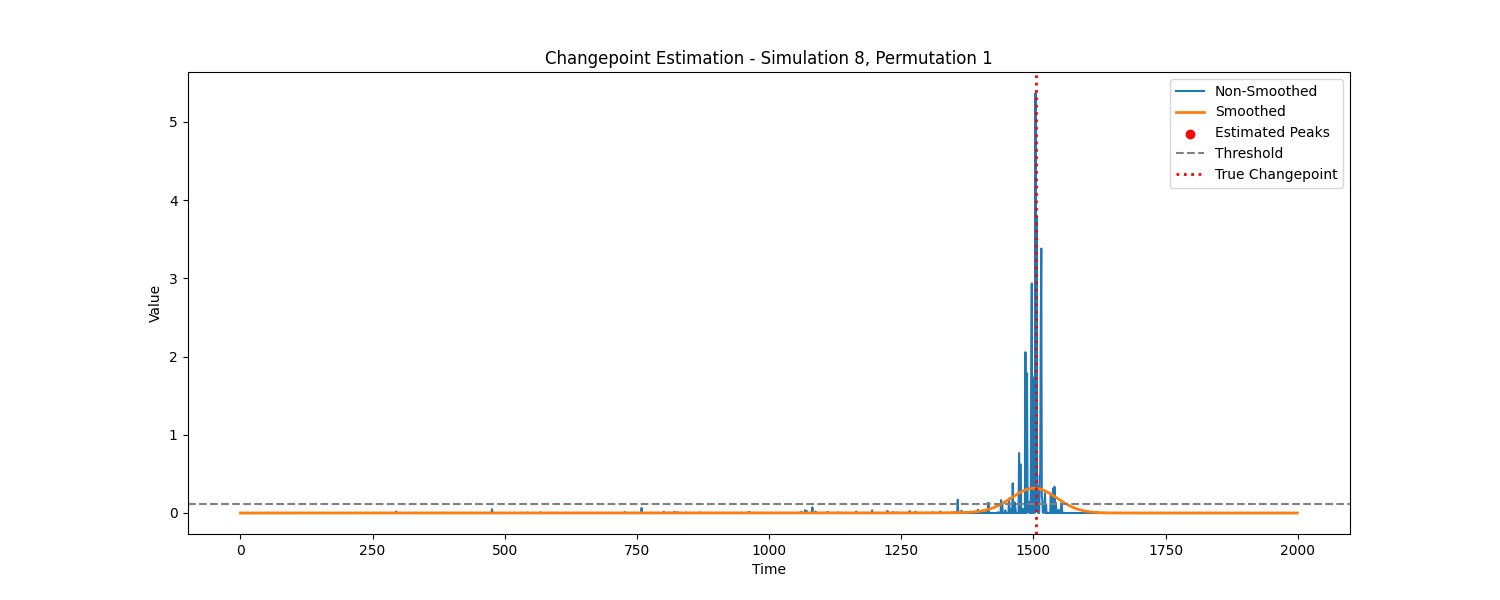 Changepoint Estimation - Simulation 8, Permutation 1
Non-Smoothed
Smoothed
Estimated Peaks
Threshold
True Changepoint
5
4
3
2
1
0
Value
0 250 500 750 1000 1250 1500 1750 2000
Time